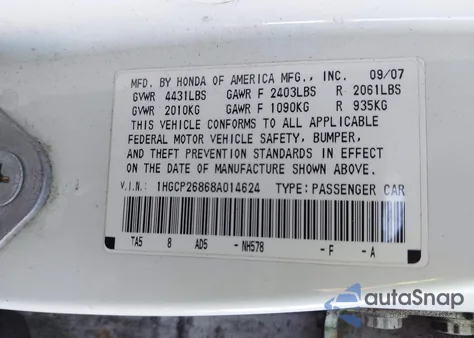 MFD. BY HONDA OF AMERICA MFG., INC. 09/07
GVWR 4431LBS GAWR F 2403LBS R 2061LBS
GVWR 2010KG GAWR F 1090KG R 935KG
THIS VEHICLE CONFORMS TO ALL APPLICABLE
FEDERAL MOTOR VEHICLE SAFETY, BUMPER,
AND THEFT PREVENTION STANDARDS IN EFFECT
ON THE DATE OF MANUFACTURE SHOWN ABOVE.
V.I.N.: 1HGCP26868A014624 TYPE: PASSENGER CAR
TA5 8 AD5 -NH578 -F -A
autoSnap